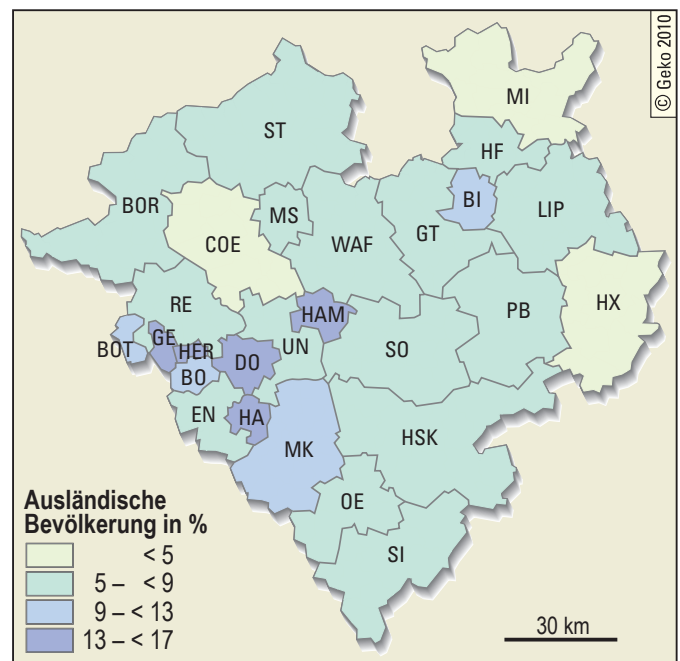 © Geko 2010
MI
ST
HF
BI
BOR
MS
LIP
COE
WAF
GT
RE
HX
PB
HAM
GE
HER
UN
SO
BOT
DO
BO
EN
HA
HSK
MK
OE
SI
Ausländische
Bevölkerung in %
< 5
5 – < 9
9 – < 13
13 – < 17
30 km